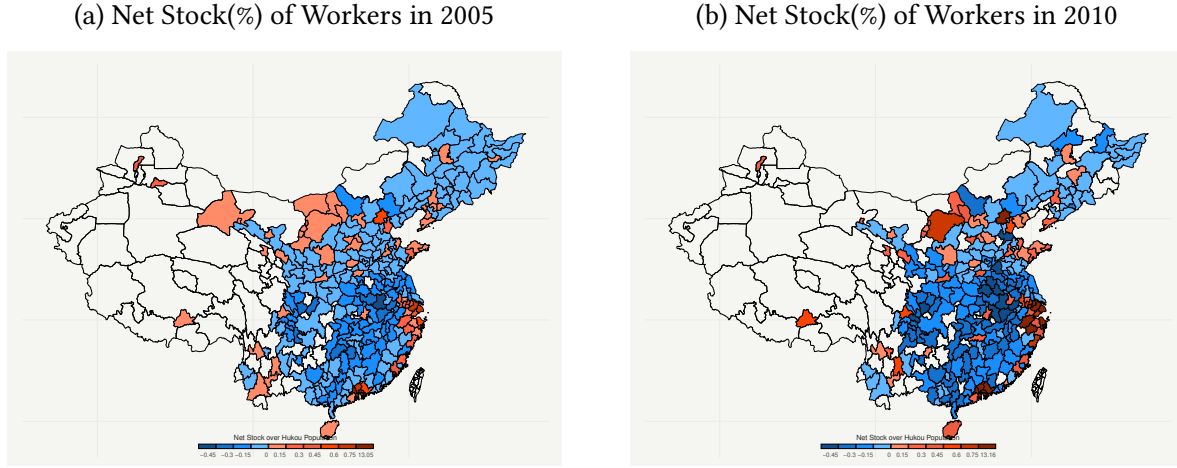 (a) Net Stock(%) of Workers in 2005
(b) Net Stock(%) of Workers in 2010
Net Stock over Hukou Population
−0.45 −0.3 −0.15 0 0.15 0.3 0.45 0.6 0.75 13.05
Net Stock over Hukou Population
−0.45 −0.3 −0.15 0 0.15 0.3 0.45 0.6 0.75 13.16